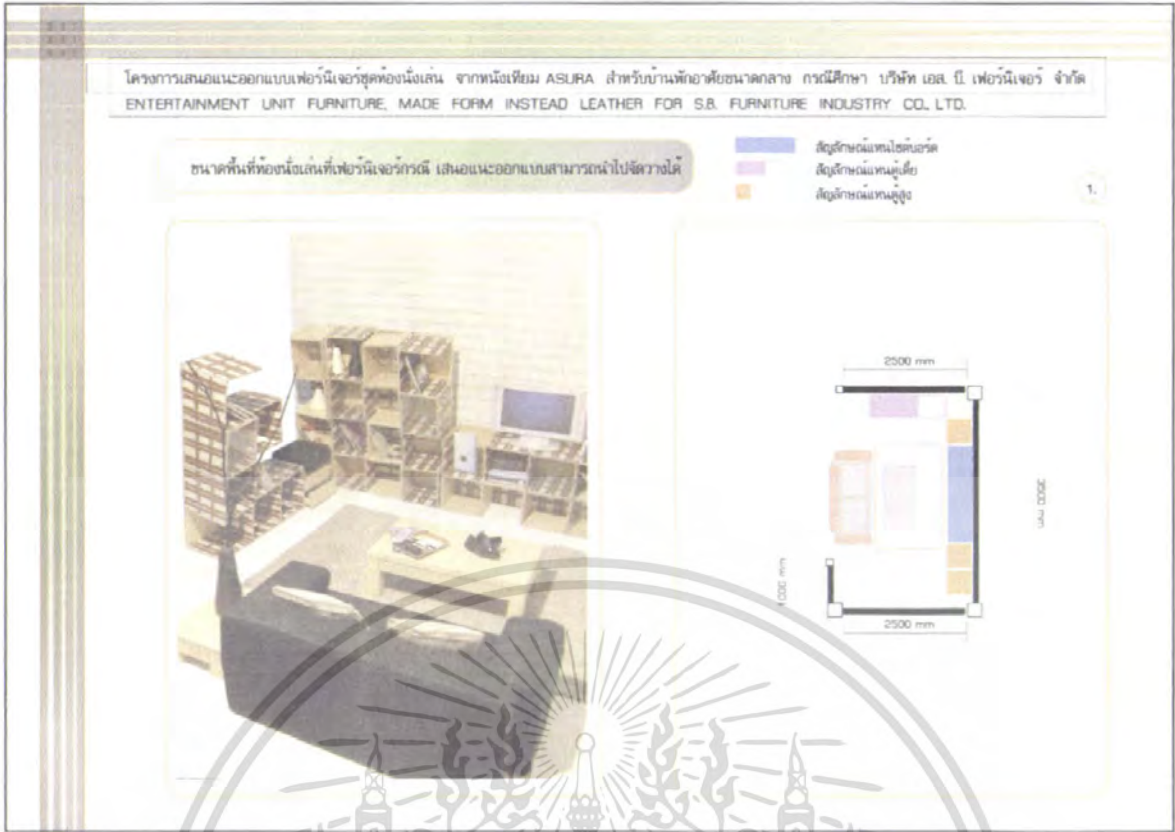 โครงการเสนอแนะออกแบบเฟอร์นิเจอร์ชุดห้องนั่งเล่น จากหนังเทียม ASURA สำหรับบ้านพักอาศัยขนาดกลาง กรณีศึกษา บริษัท เอส. บี. เฟอร์นิเจอร์ จำกัด
ENTERTAINMENT UNIT FURNITURE, MADE FORM INSTEAD LEATHER FOR S.B. FURNITURE INDUSTRY CO., LTD.
ขนาดพื้นที่ห้องนั่งเล่นที่เฟอร์นิเจอร์กรณี เสนอแนะออกแบบสามารถนำไปจัดวางได้
สัญลักษณ์แทนไซด์บอร์ด
สัญลักษณ์แทนตู้เตี้ย
สัญลักษณ์แทนตู้สูง
1.
2500 mm
3500 mm
1000 mm
2500 mm